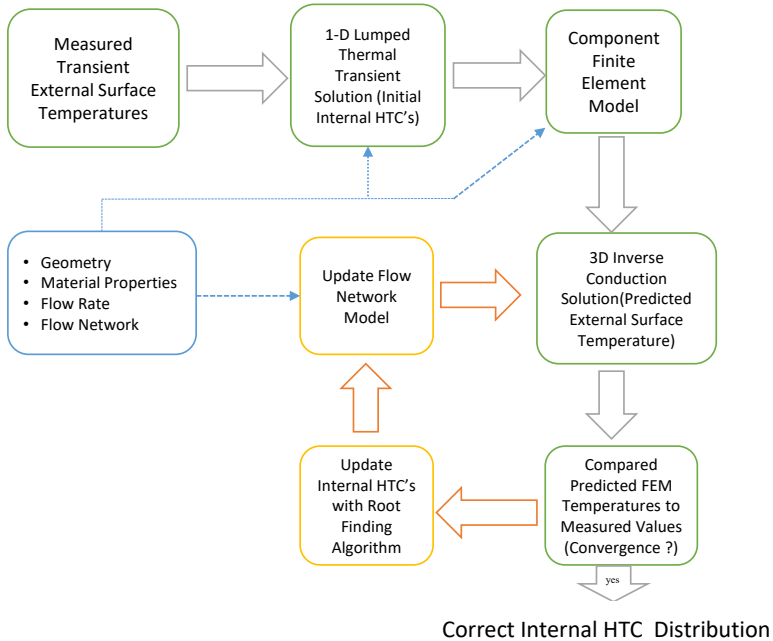 Measured
Transient
External Surface
Temperatures
1-D Lumped
Thermal
Transient
Solution (Initial
Internal HTC's)
Component
Finite
Element
Model
• Geometry
• Material Properties
• Flow Rate
• Flow Network
Update Flow
Network
Model
3D Inverse
Conduction
Solution(Predicted
External Surface
Temperature)
Update
Internal HTC's
with Root
Finding
Algorithm
Compared
Predicted FEM
Temperatures to
Measured Values
(Convergence ?)
yes
Correct Internal HTC Distribution